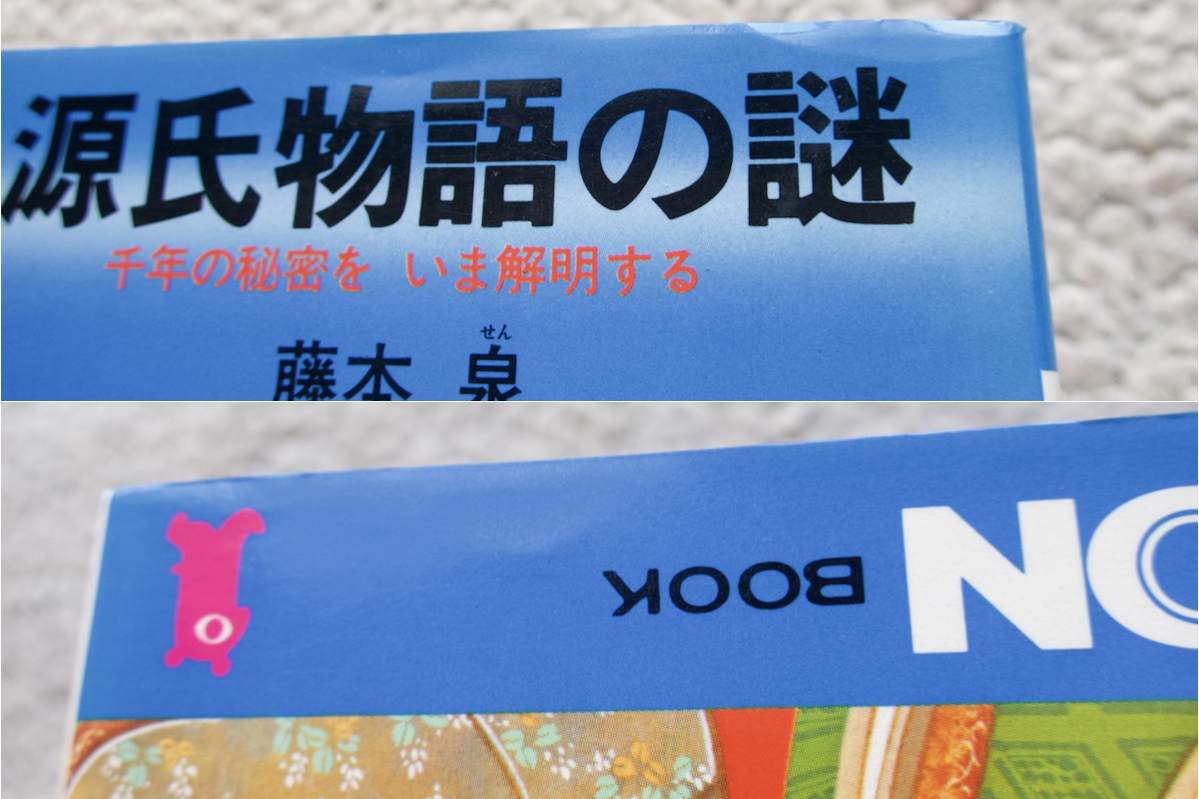 源氏物語の謎
千年の秘密を いま解明する
せん
藤本 泉
NO
BOOK